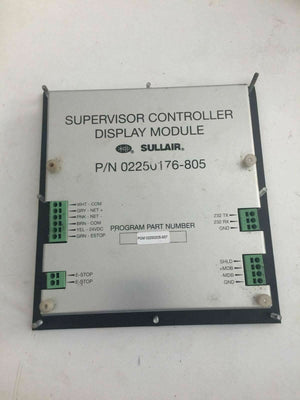 SUPERVISOR CONTROLLER
DISPLAY MODULE
SULLAIR®
P/N 02250176-805
WHT - COM
GRY - NET +
PNK - NET -
BRN - COM
YEL - 24VDC
GRN - ESTOP
PROGRAM PART NUMBER
232 TX
232 RX
GND
E-STOP
E-STOP
SHLD
+MDB
-MDB
GND